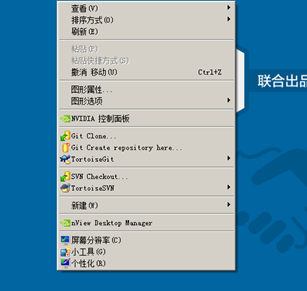 查看(V)
排序方式(O)
刷新(E)
粘贴(P)
粘贴快捷方式(S)
撤消 移动(U) Ctrl+Z
图形属性...
图形选项
NVIDIA 控制面板
Git Clone...
Git Create repository here...
TortoiseGit
SVN Checkout...
TortoiseSVN
新建(W)
nView Desktop Manager
屏幕分辨率(C)
小工具(G)
个性化(R)
联合出品